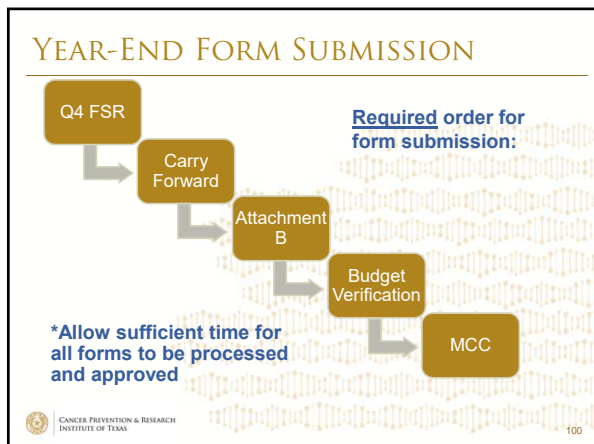 YEAR-END FORM SUBMISSION
Q4 FSR
Required order for
form submission:
Carry
Forward
Attachment
B
Budget
Verification
MCC
*Allow sufficient time for
all forms to be processed
and approved
CANCER PREVENTION & RESEARCH
INSTITUTE OF TEXAS
100